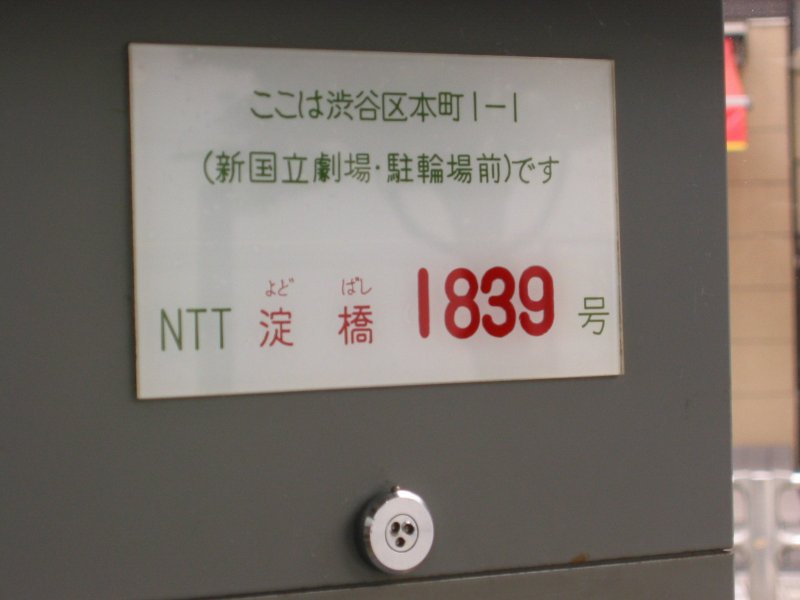 ここは渋谷区本町1-1
(新国立劇場・駐輪場前)です
よど ばし
NTT 淀 橋 1839 号